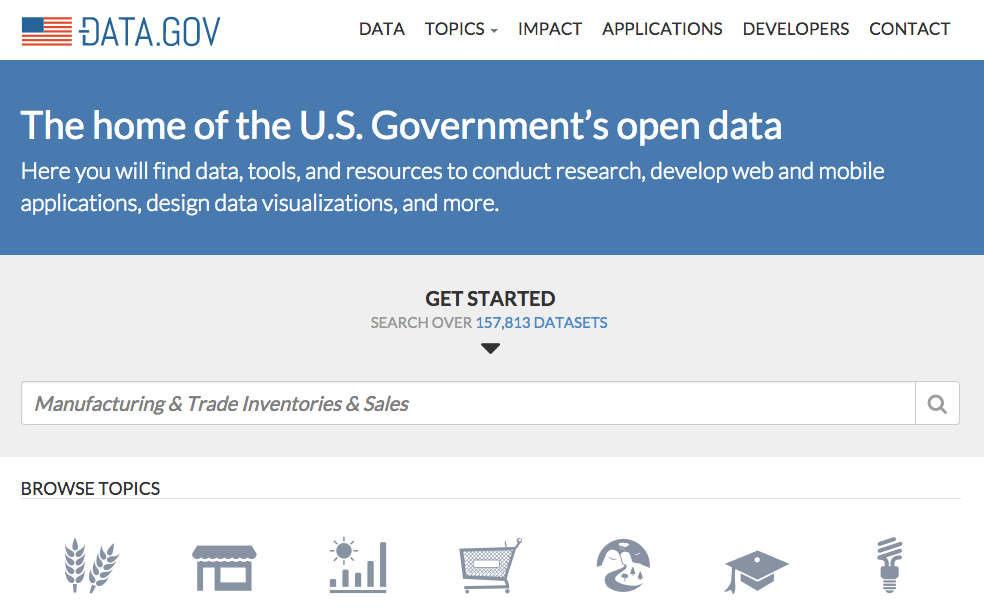 DATA.GOV
DATA TOPICS IMPACT APPLICATIONS DEVELOPERS CONTACT
The home of the U.S. Government’s open data
Here you will find data, tools, and resources to conduct research, develop web and mobile
applications, design data visualizations, and more.
GET STARTED
SEARCH OVER 157,813 DATASETS
Manufacturing & Trade Inventories & Sales
BROWSE TOPICS